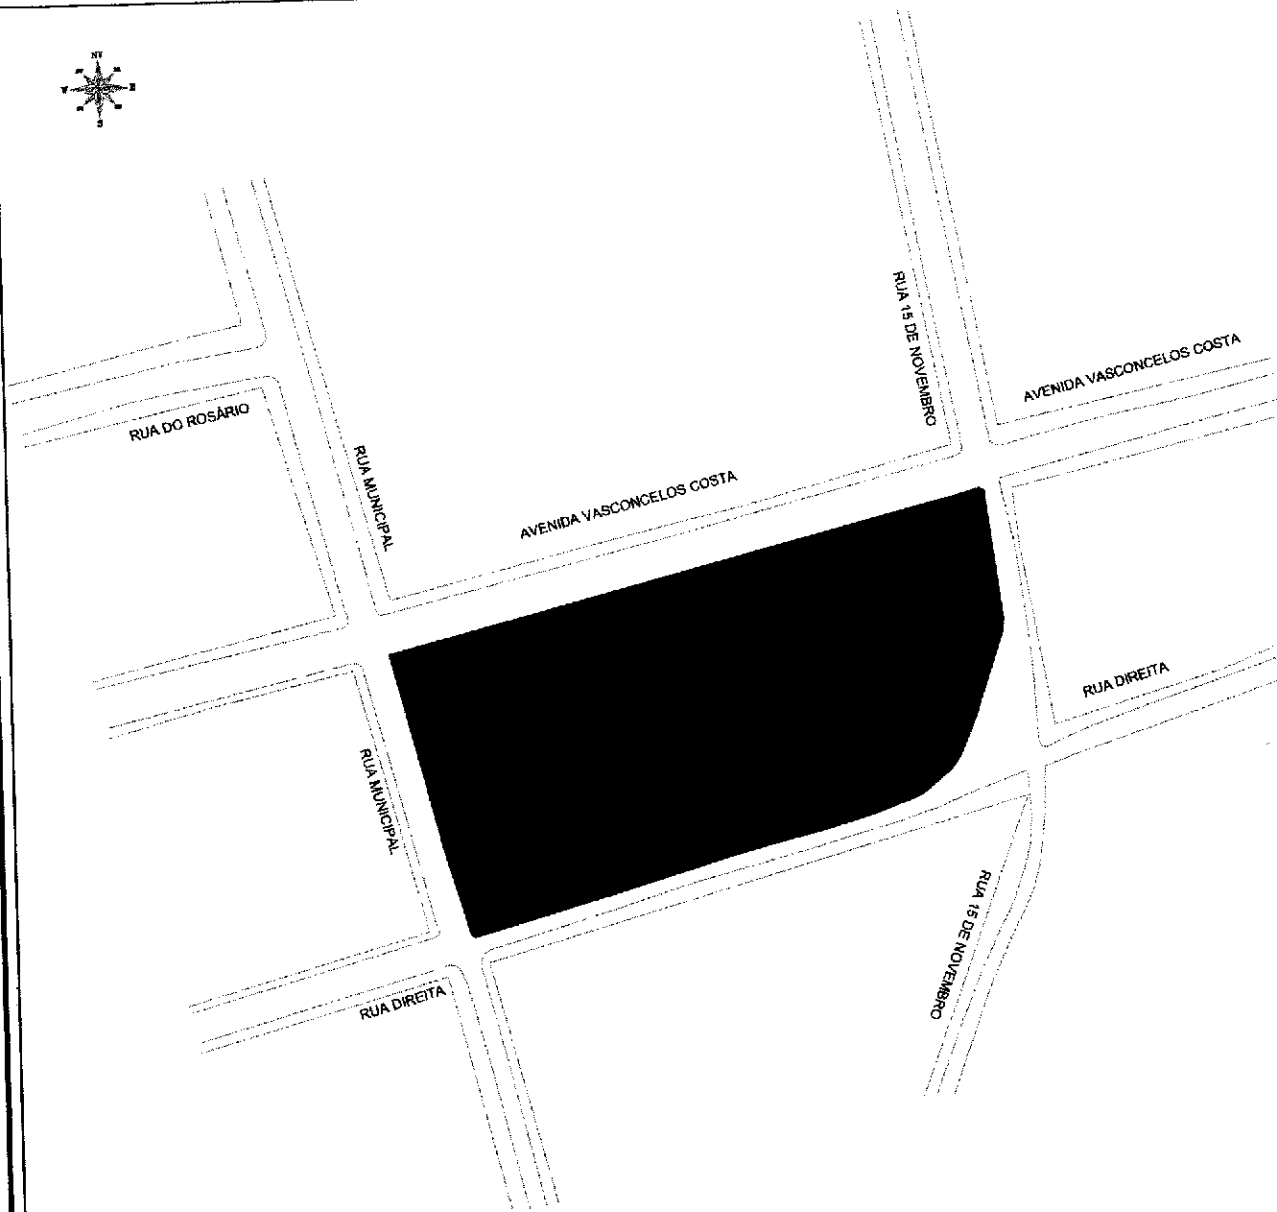 N
W
E
S
RUA 15 DE NOVEMBRO
AVENIDA VASCONCELOS COSTA
RUA DO ROSÁRIO
RUA MUNICIPAL
AVENIDA VASCONCELOS COSTA
RUA DIREITA
RUA MUNICIPAL
RUA 15 DE NOVEMBRO
RUA DIREITA